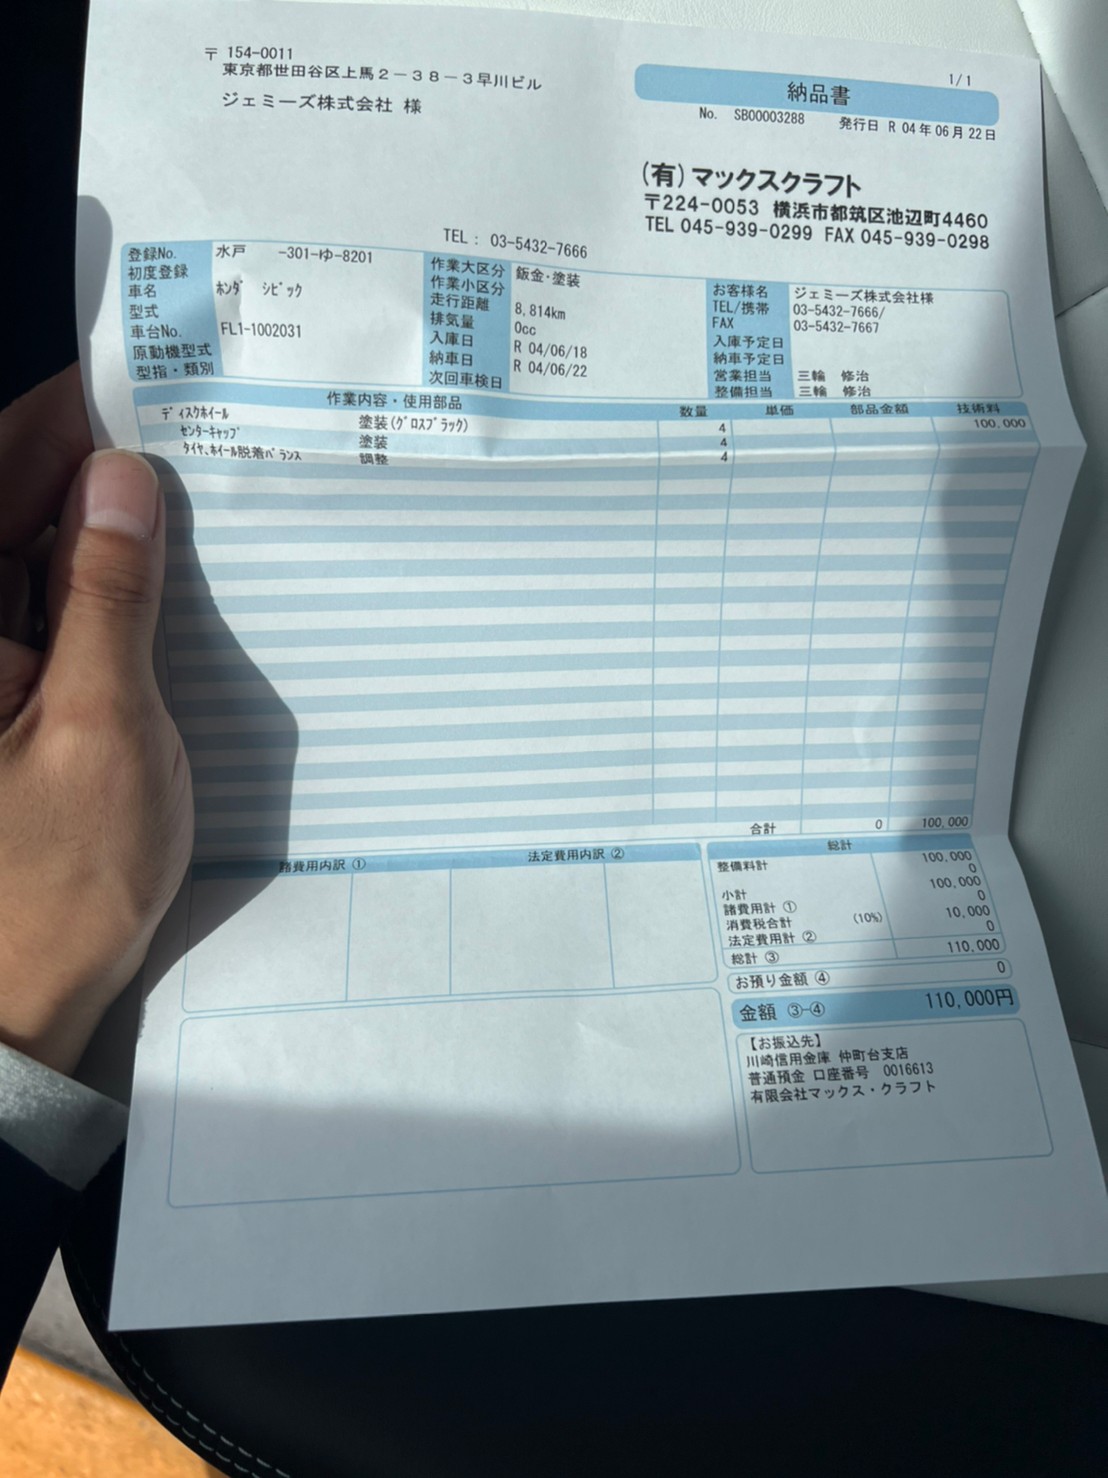 〒 154-0011
東京都世田谷区上馬２－３８－３早川ビル
ジェミーズ株式会社 様
1/1
納品書
No. SB00003288 発行日 R 04年06月22日
(有)マックスクラフト
〒224-0053 横浜市都筑区池辺町4460
TEL 045-939-0299 FAX 045-939-0298
TEL : 03-5432-7666
登録No. 水戸 -301-ゆ-8201
初度登録
車名 ﾎﾝﾀﾞ ｼﾋﾞｯｸ
型式
車台No. FL1-1002031
原動機型式
型指・類別
作業大区分 鈑金・塗装
作業小区分
走行距離 8,814km
排気量 0cc
入庫日 R 04/06/18
納車日 R 04/06/22
次回車検日
お客様名 ジェミーズ株式会社様
TEL/携帯 03-5432-7666/
FAX 03-5432-7667
入庫予定日
納車予定日
営業担当 三輪 修治
整備担当 三輪 修治
作業内容・使用部品 数量 単価 部品金額 技術料
ﾃﾞｨｽｸﾎｲｰﾙ 塗装(ｸﾞﾛｽﾌﾞﾗｯｸ) 4 100,000
ｾﾝﾀｰｷｬｯﾌﾟ 塗装 4
ﾀｲﾔ､ﾎｲｰﾙ脱着ﾊﾞﾗﾝｽ 調整 4
合計 0 100,000
諸費用内訳 ① 法定費用内訳 ②
総計
整備料計 100,000
0
小計 100,000
諸費用計 ① 0
消費税合計 (10%) 10,000
法定費用計 ② 0
総計 ③ 110,000
お預り金額 ④ 0
金額 ③-④ 110,000円
【お振込先】
川崎信用金庫 仲町台支店
普通預金 口座番号 0016613
有限会社マックス・クラフト